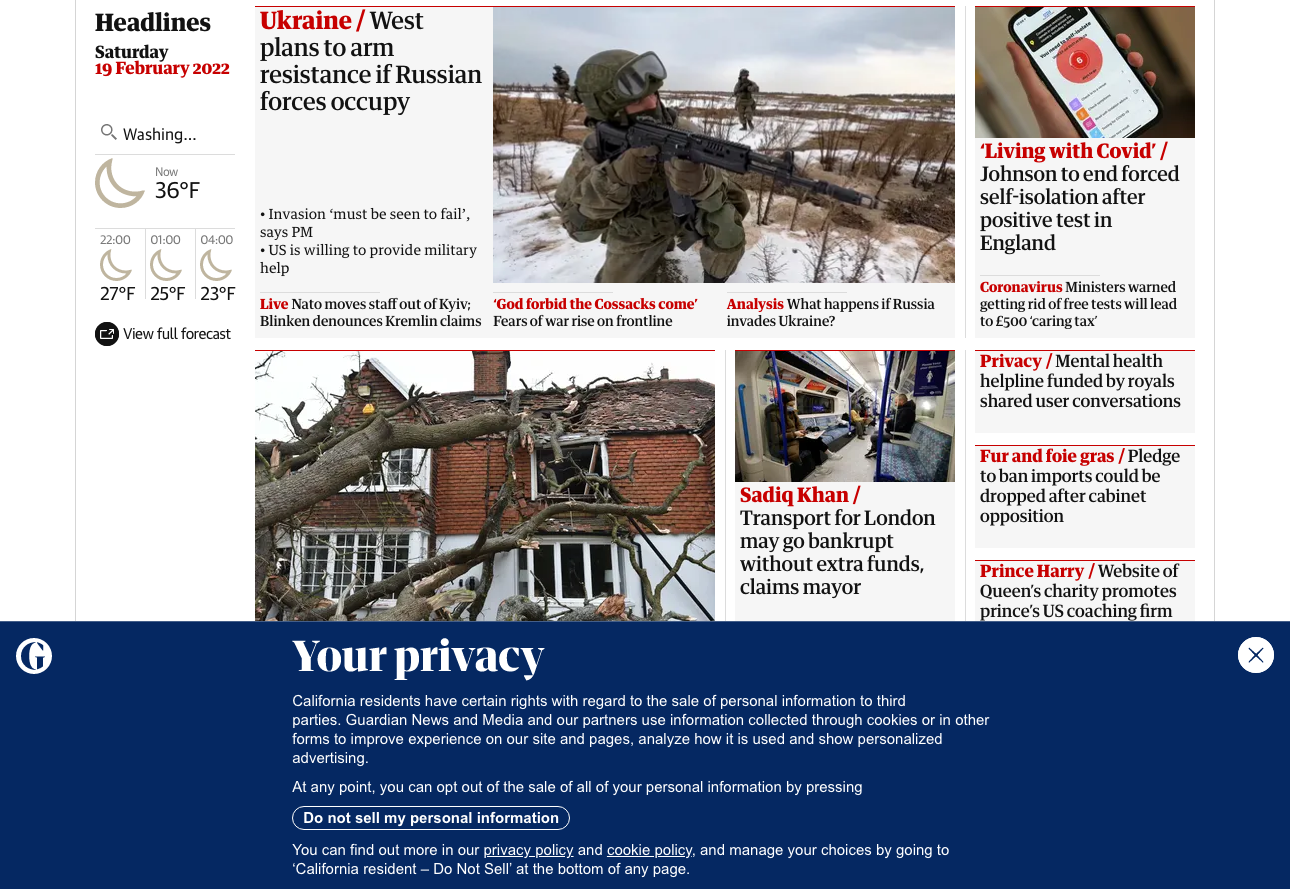 Headlines
Saturday
19 February 2022
Washing...
Now
36°F
22:00
01:00
04:00
27°F
25°F
23°F
View full forecast
Ukraine / West
plans to arm
resistance if Russian
forces occupy
• Invasion ‘must be seen to fail’,
says PM
• US is willing to provide military
help
Live Nato moves staff out of Kyiv;
Blinken denounces Kremlin claims
‘God forbid the Cossacks come’
Fears of war rise on frontline
Analysis What happens if Russia
invades Ukraine?
‘Living with Covid’ /
Johnson to end forced
self-isolation after
positive test in
England
Coronavirus Ministers warned
getting rid of free tests will lead
to £500 ‘caring tax’
Sadiq Khan /
Transport for London
may go bankrupt
without extra funds,
claims mayor
Privacy / Mental health
helpline funded by royals
shared user conversations
Fur and foie gras / Pledge
to ban imports could be
dropped after cabinet
opposition
Prince Harry / Website of
Queen’s charity promotes
prince’s US coaching firm
Your privacy
California residents have certain rights with regard to the sale of personal information to third
parties. Guardian News and Media and our partners use information collected through cookies or in other
forms to improve experience on our site and pages, analyze how it is used and show personalized
advertising.
At any point, you can opt out of the sale of all of your personal information by pressing
Do not sell my personal information
You can find out more in our privacy policy and cookie policy, and manage your choices by going to
‘California resident – Do Not Sell’ at the bottom of any page.